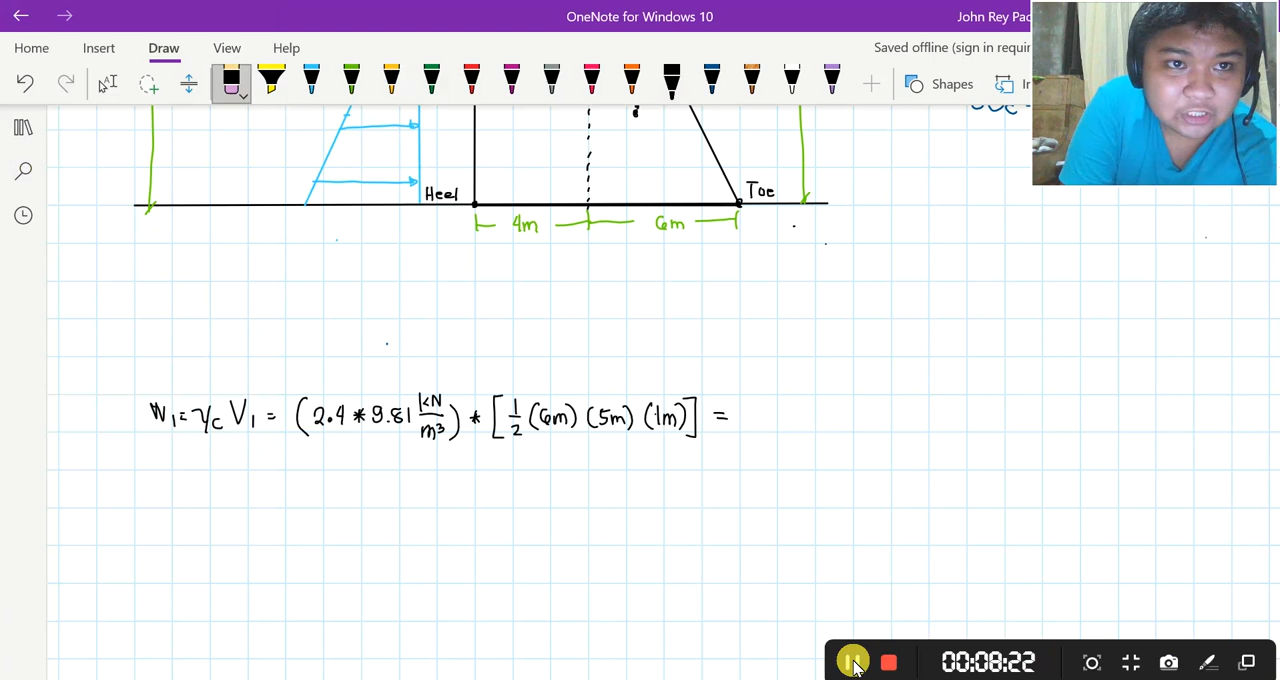 OneNote for Windows 10
John Rey Pad
Home Insert Draw View Help
Saved offline (sign in requir
Shapes
In
Heel
Toe
4m 6m
W₁ = γc V₁ = (2.4 * 9.81 kN/m³) * [1/2 (6m) (5m) (1m)] =
00:08:22